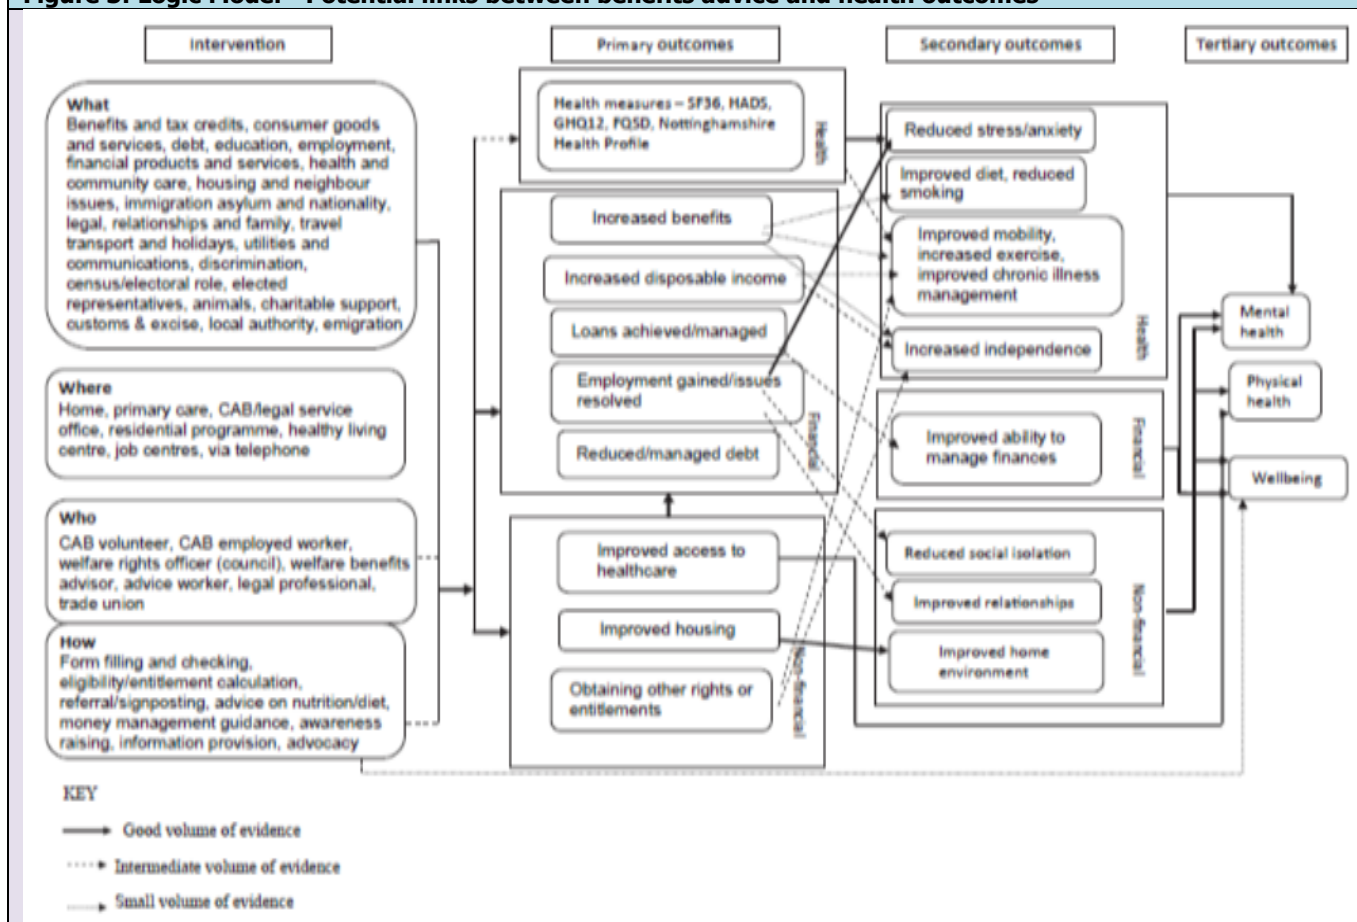 Figure 3: Logic Model - Potential links between benefits advice and health outcomes
Intervention
Primary outcomes
Secondary outcomes
Tertiary outcomes
What
Benefits and tax credits, consumer goods
and services, debt, education, employment,
financial products and services, health and
community care, housing and neighbour
issues, immigration asylum and nationality,
legal, relationships and family, travel
transport and holidays, utilities and
communications, discrimination,
census/electoral role, elected
representatives, animals, charitable support,
customs & excise, local authority, emigration
Where
Home, primary care, CAB/legal service
office, residential programme, healthy living
centre, job centres, via telephone
Who
CAB volunteer, CAB employed worker,
welfare rights officer (council), welfare benefits
advisor, advice worker, legal professional,
trade union
How
Form filling and checking,
eligibility/entitlement calculation,
referral/signposting, advice on nutrition/diet,
money management guidance, awareness
raising, information provision, advocacy
Health measures – SF36, HADS,
GHQ12, FQSD, Nottinghamshire
Health Profile
Health
Increased benefits
Increased disposable income
Loans achieved/managed
Employment gained/issues
resolved
Reduced/managed debt
Financial
Improved access to
healthcare
Improved housing
Obtaining other rights or
entitlements
Non-financial
Reduced stress/anxiety
Improved diet, reduced
smoking
Improved mobility,
increased exercise,
improved chronic illness
management
Increased independence
Health
Improved ability to
manage finances
Financial
Reduced social isolation
Improved relationships
Improved home
environment
Non-financial
Mental
health
Physical
health
Wellbeing
KEY
Good volume of evidence
Intermediate volume of evidence
Small volume of evidence